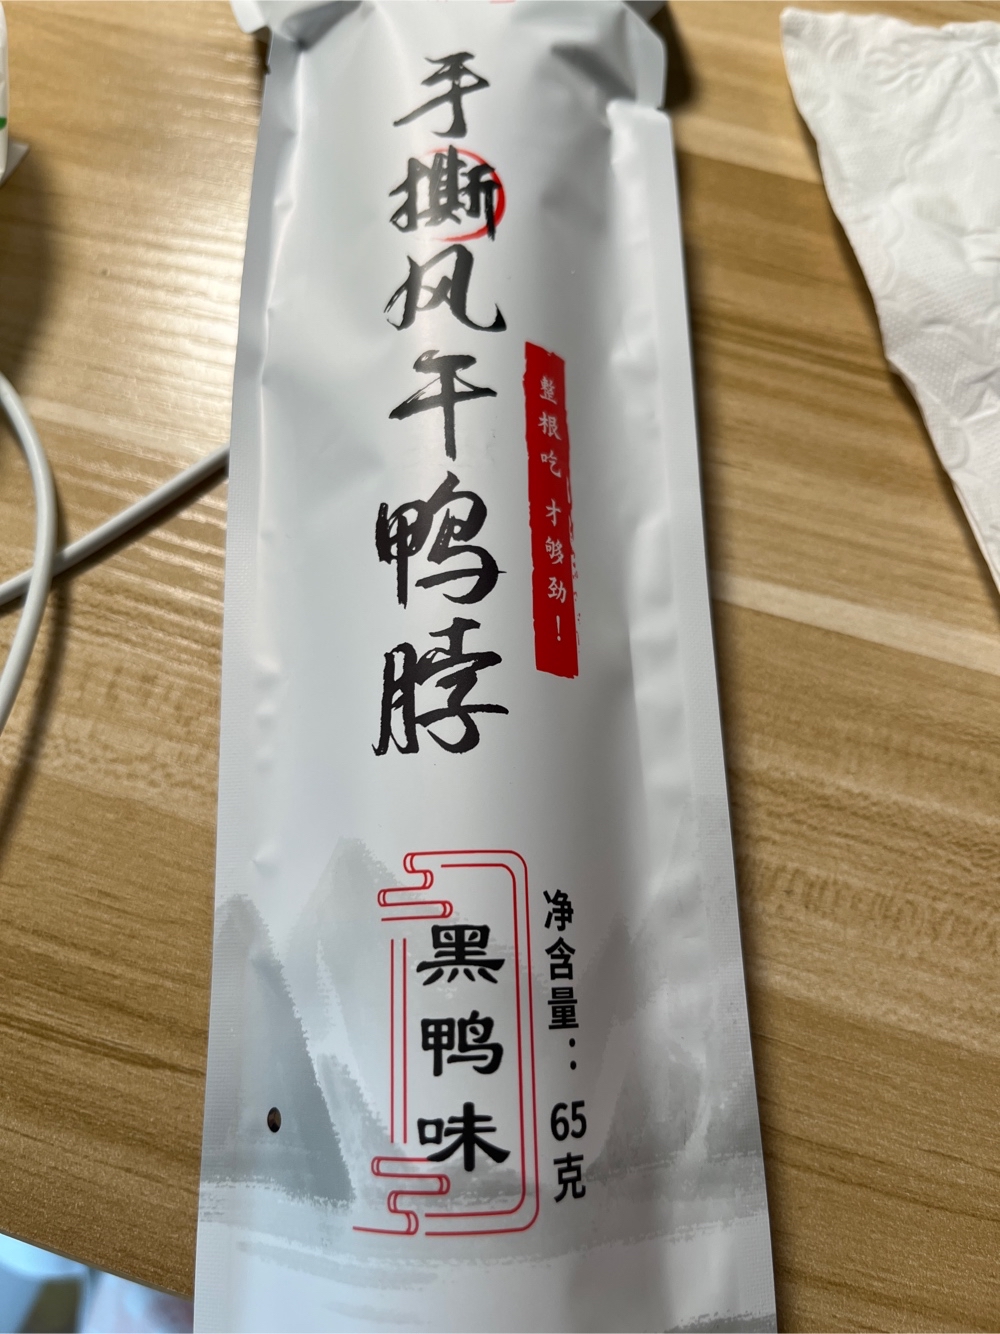 手撕风干鸭脖
整根吃 才够劲！
黑鸭味
净含量：65克